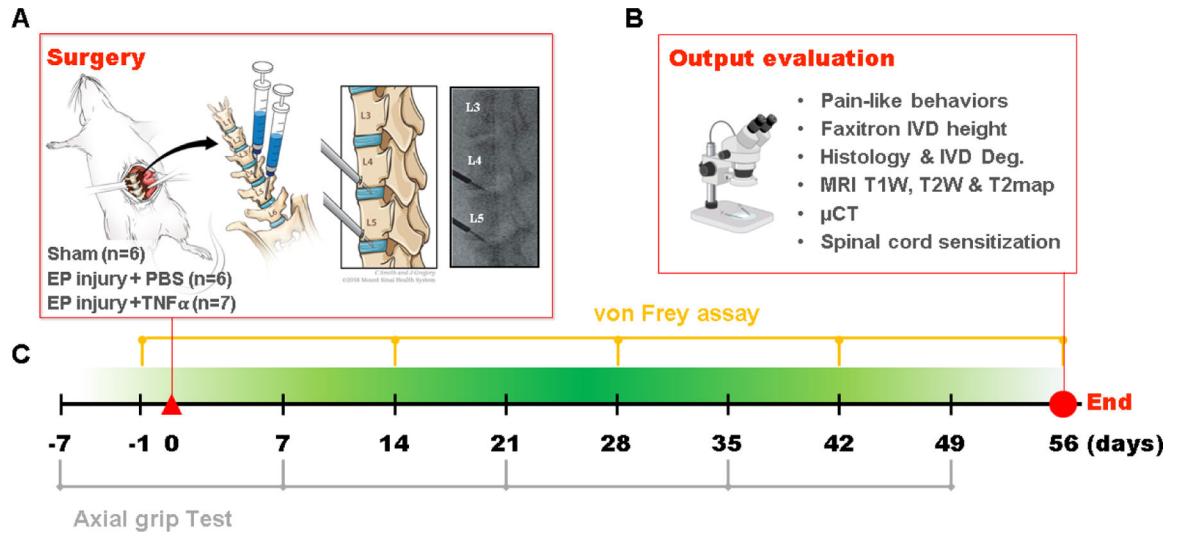 A
Surgery
L3
L4
L5
L6
L3
L4
L5
L3
L4
L5
C Smith and J Gregory
©2018 Mount Sinai Health System
Sham (n=6)
EP injury + PBS (n=6)
EP injury +TNFα (n=7)
B
Output evaluation
• Pain-like behaviors
• Faxitron IVD height
• Histology & IVD Deg.
• MRI T1W, T2W & T2map
• µCT
• Spinal cord sensitization
von Frey assay
C
End
-7 -1 0 7 14 21 28 35 42 49 56 (days)
Axial grip Test